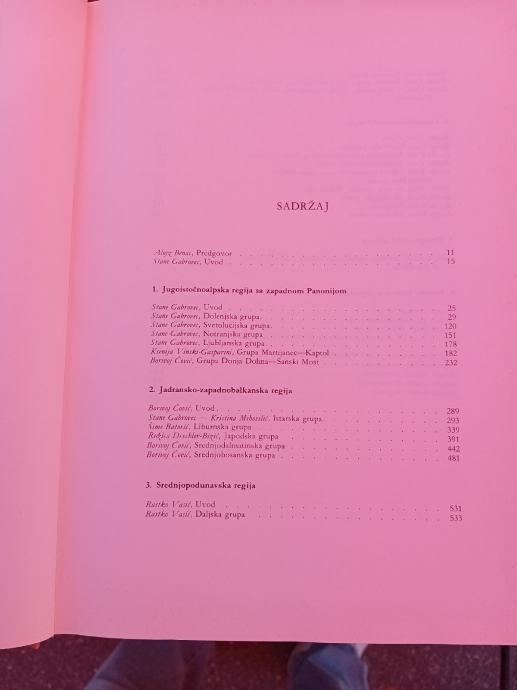 SADRŽAJ
Alojz Benac, Predgovor . . . 11
Stane Gabrovec, Uvod . . . 15
1. Jugoistočnoalpska regija sa zapadnom Panonijom
Stane Gabrovec, Uvod . . . 25
Stane Gabrovec, Dolenjska grupa. . . . 29
Stane Gabrovec, Svetolucijska grupa. . . . 120
Stane Gabrovec, Notranjska grupa. . . . 151
Stane Gabrovec, Ljubljanska grupa . . . 178
Ksenija Vinski-Gasparini, Grupa Martijanec—Kaptol . . . 182
Borivoj Čović, Grupa Donja Dolina—Sanski Most . . . 232
2. Jadransko-zapadnobalkanska regija
Borivoj Čović, Uvod . . . 289
Stane Gabrovec — Kristina Mihovilić, Istarska grupa. . . . 293
Šime Batović, Liburnska grupa . . . 339
Ružica Drechsler-Bižić, Japodska grupa . . . 391
Borivoj Čović, Srednjodalmatinska grupa . . . 442
Borivoj Čović, Srednjobosanska grupa . . . 481
3. Srednjopodunavska regija
Rastko Vasić, Uvod . . . 531
Rastko Vasić, Daljska grupa . . . 533